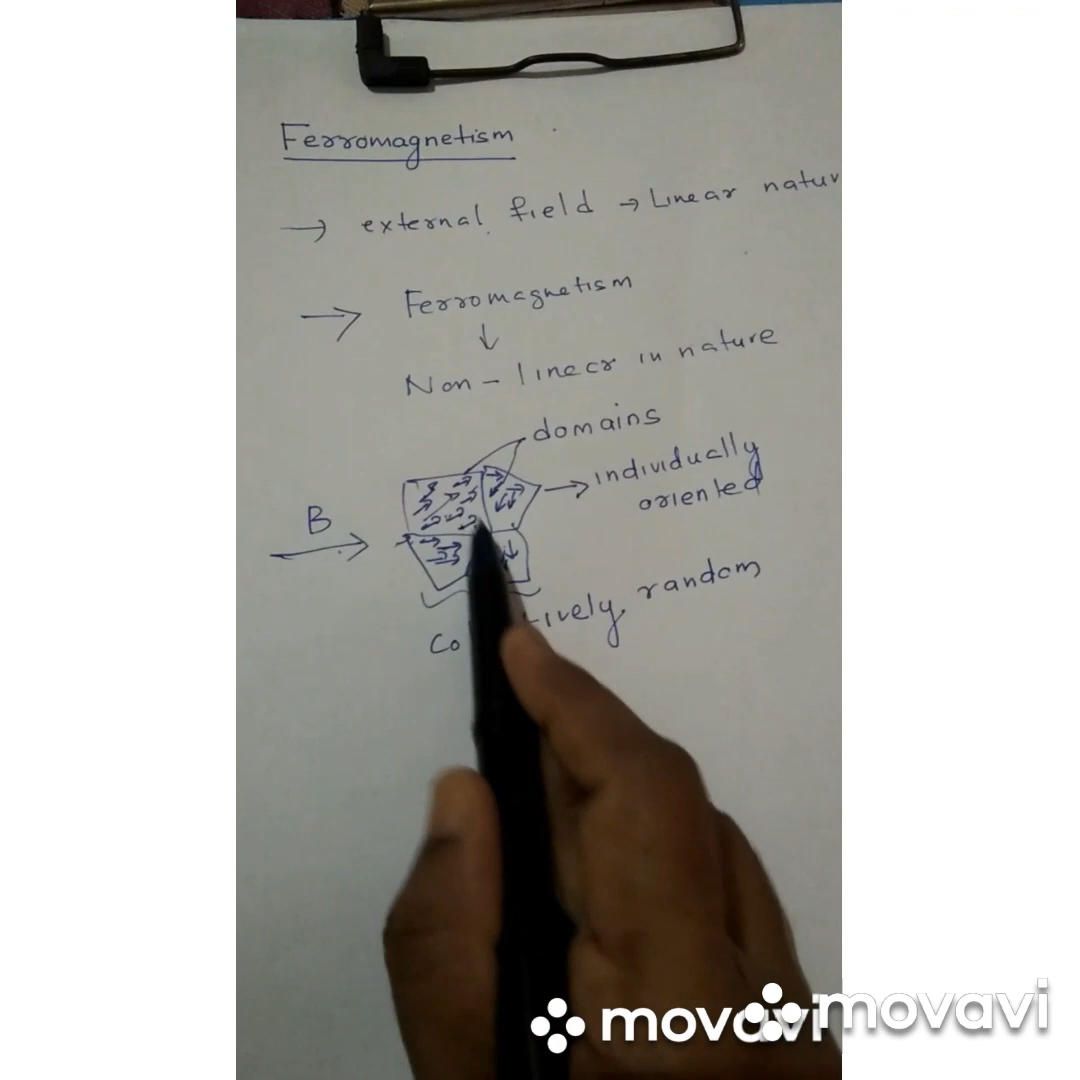 Ferromagnetism
→ external field → Linear natur
→ Ferromagnetism
↓
Non - linear in nature
domains
→ individually
oriented
B
random
movavi movavi